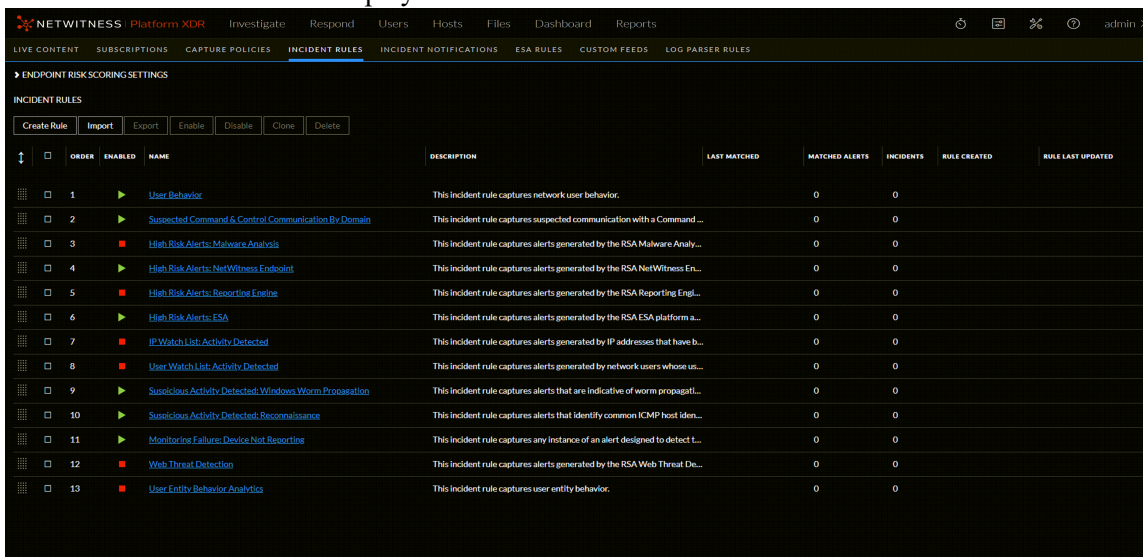 NETWITNESS Platform XDR Investigate Respond Users Hosts Files Dashboard Reports admin
LIVE CONTENT SUBSCRIPTIONS CAPTURE POLICIES INCIDENT RULES INCIDENT NOTIFICATIONS ESA RULES CUSTOM FEEDS LOG PARSER RULES
ENDPOINT RISK SCORING SETTINGS
INCIDENT RULES
Create Rule Import Export Enable Disable Clone Delete
ORDER ENABLED NAME DESCRIPTION LAST MATCHED MATCHED ALERTS INCIDENTS RULE CREATED RULE LAST UPDATED
1 User Behavior This incident rule captures network user behavior. 0 0
2 Suspected Command & Control Communication By Domain This incident rule captures suspected communication with a Command ... 0 0
3 High Risk Alerts: Malware Analysis This incident rule captures alerts generated by the RSA Malware Analy... 0 0
4 High Risk Alerts: NetWitness Endpoint This incident rule captures alerts generated by the RSA NetWitness En... 0 0
5 High Risk Alerts: Reporting Engine This incident rule captures alerts generated by the RSA Reporting Engi... 0 0
6 High Risk Alerts: ESA This incident rule captures alerts generated by the RSA ESA platform a... 0 0
7 IP Watch List: Activity Detected This incident rule captures alerts generated by IP addresses that have b... 0 0
8 User Watch List: Activity Detected This incident rule captures alerts generated by network users whose us... 0 0
9 Suspicious Activity Detected: Windows Worm Propagation This incident rule captures alerts that are indicative of worm propagati... 0 0
10 Suspicious Activity Detected: Reconnaissance This incident rule captures alerts that identify common ICMP host iden... 0 0
11 Monitoring Failure: Device Not Reporting This incident rule captures any instance of an alert designed to detect t... 0 0
12 Web Threat Detection This incident rule captures alerts generated by the RSA Web Threat De... 0 0
13 User Entity Behavior Analytics This incident rule captures user entity behavior. 0 0